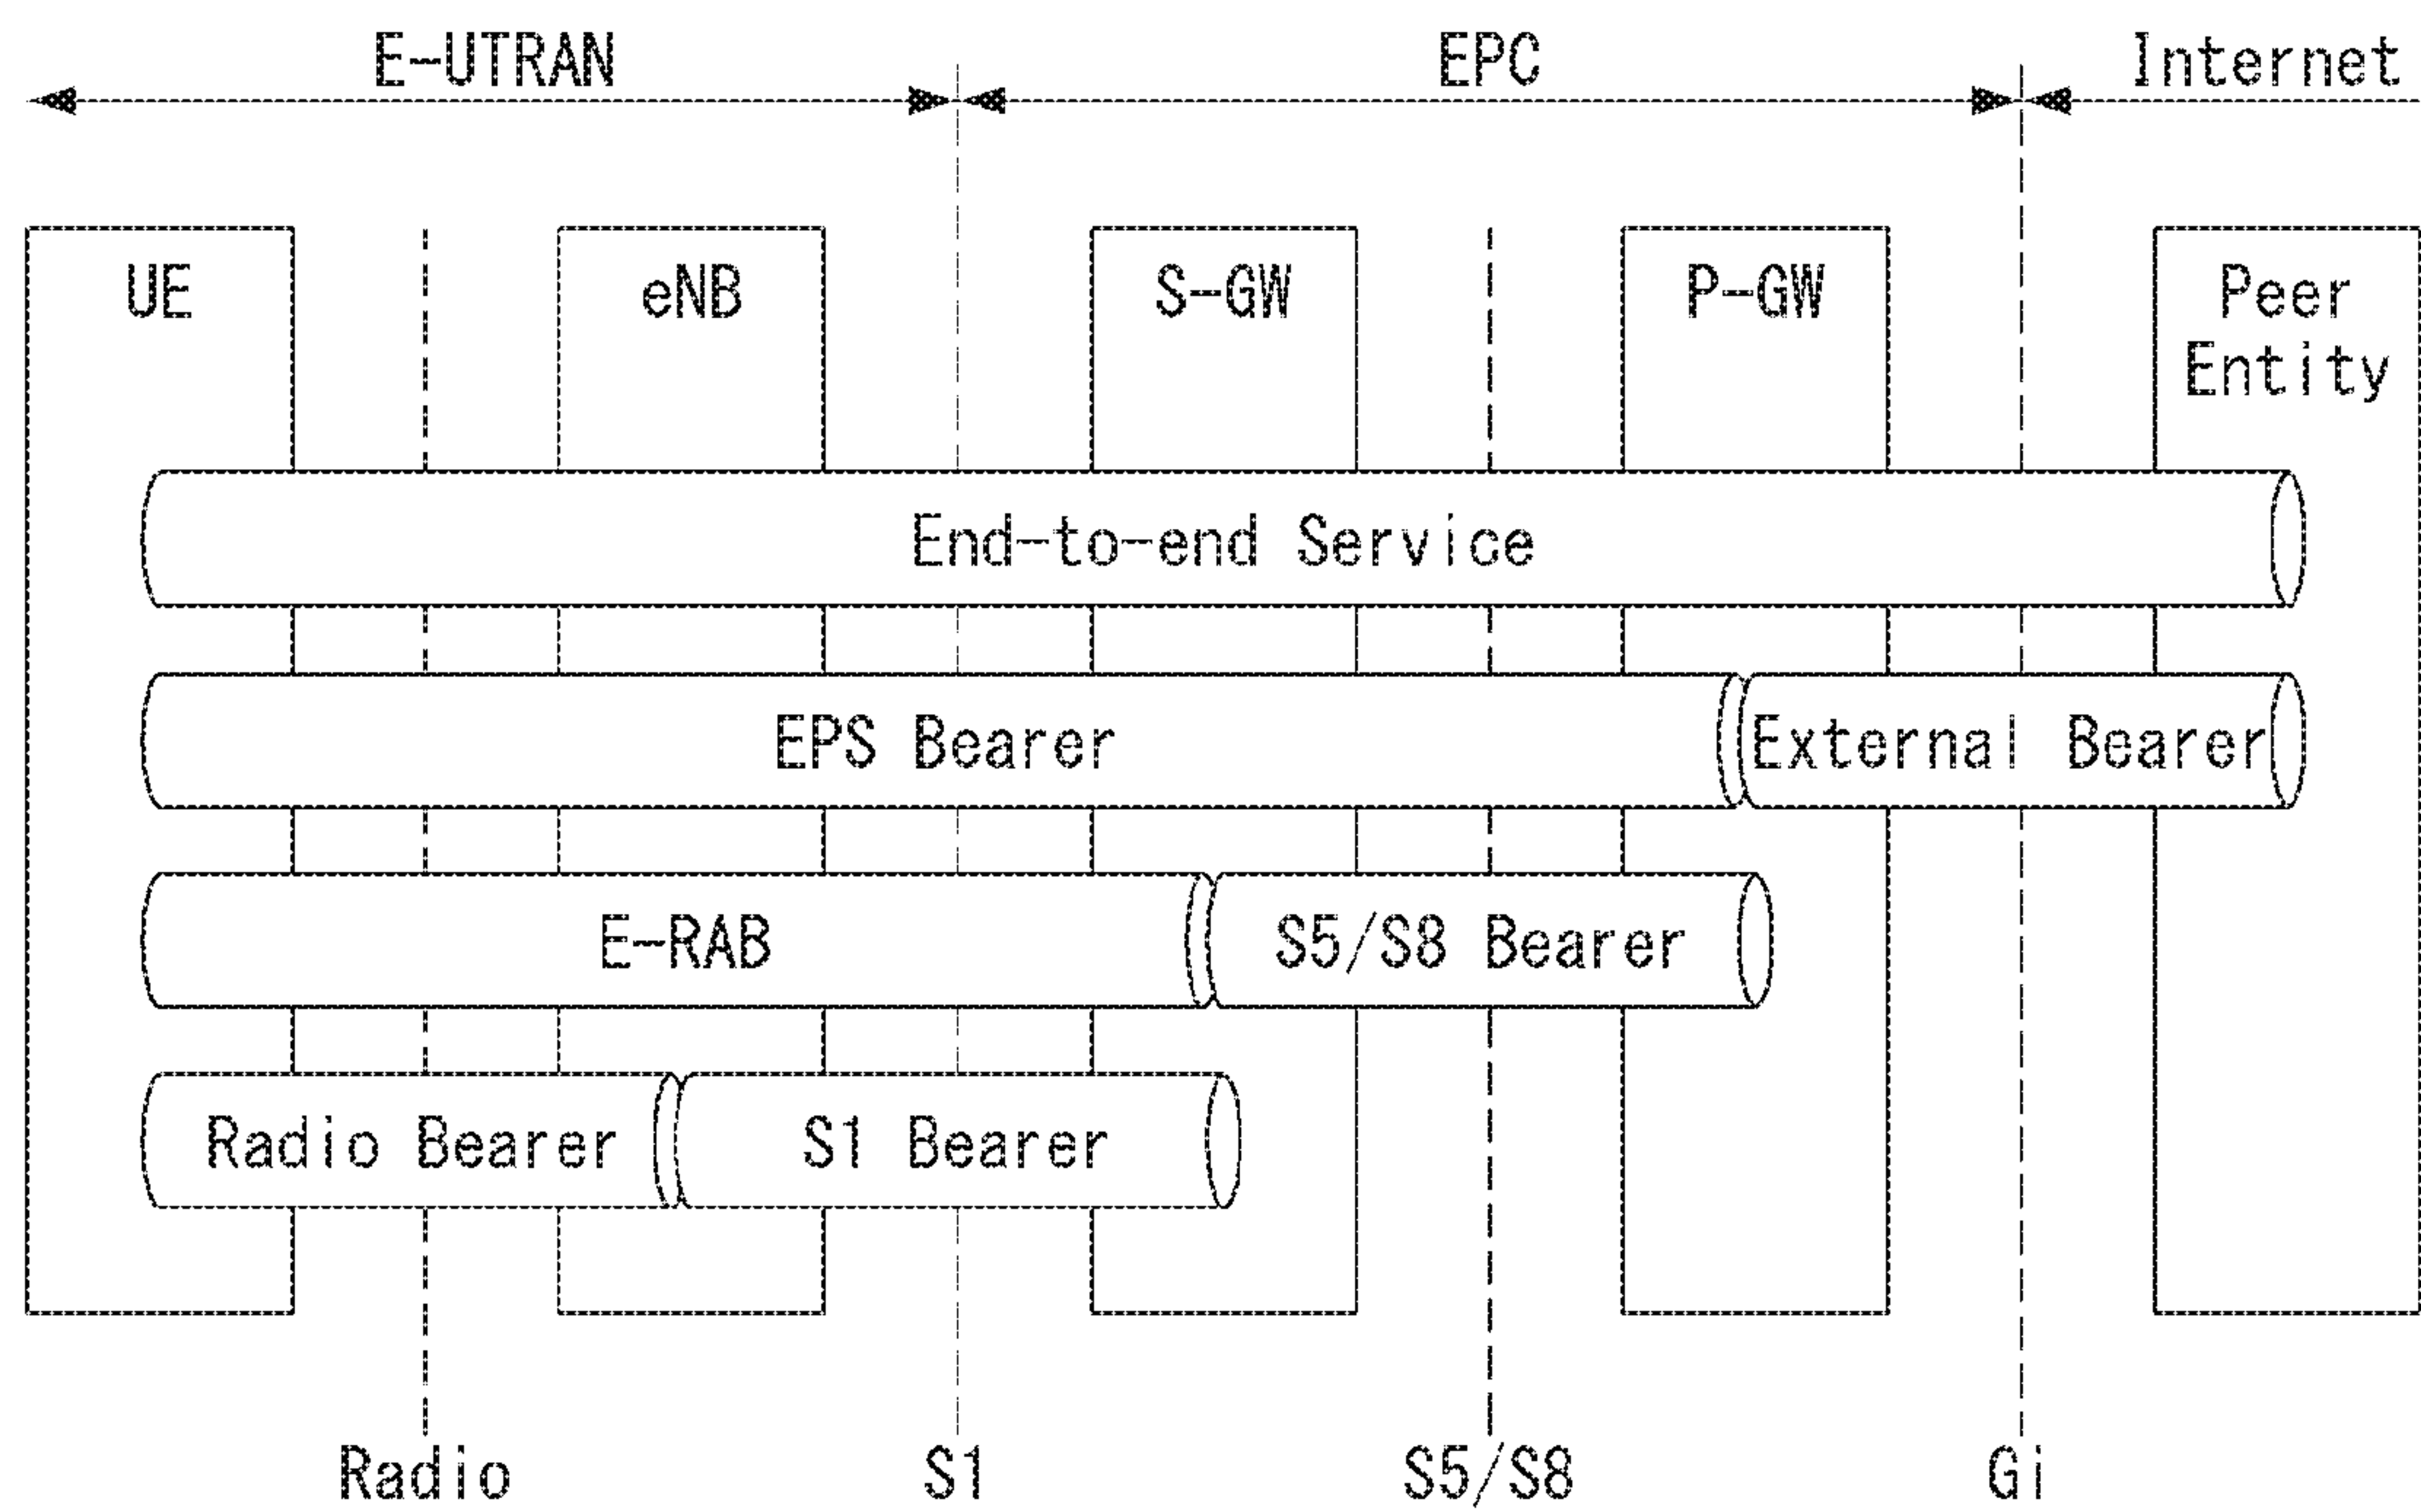 E-UTRAN
EPC
Internet
UE
eNB
S-GW
P-GW
Peer
Entity
End-to-end Service
EPS Bearer
External Bearer
E-RAB
S5/S8 Bearer
Radio Bearer
S1 Bearer
Radio
S1
S5/S8
Gi